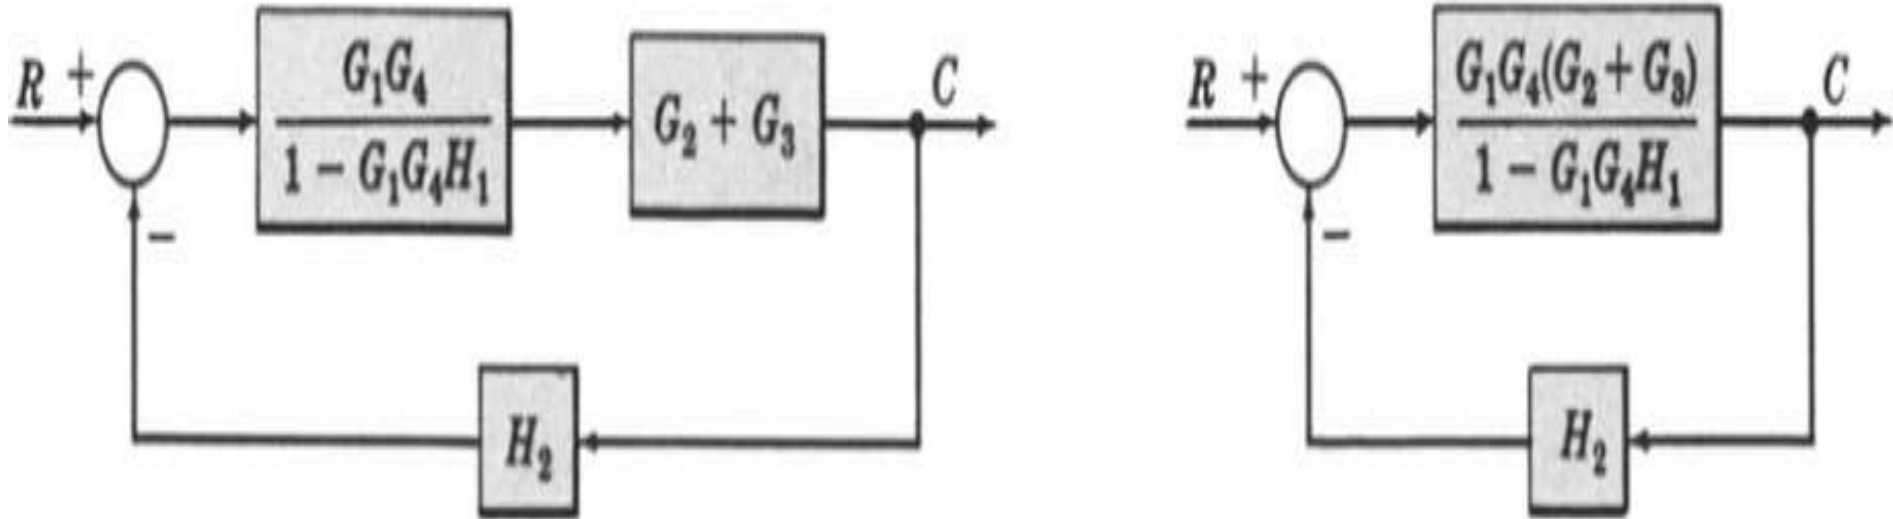 R + G₁G₄ / 1 − G₁G₄H₁ G₂ + G₃ C
−
H₂
R + G₁G₄(G₂ + G₃) / 1 − G₁G₄H₁ C
−
H₂